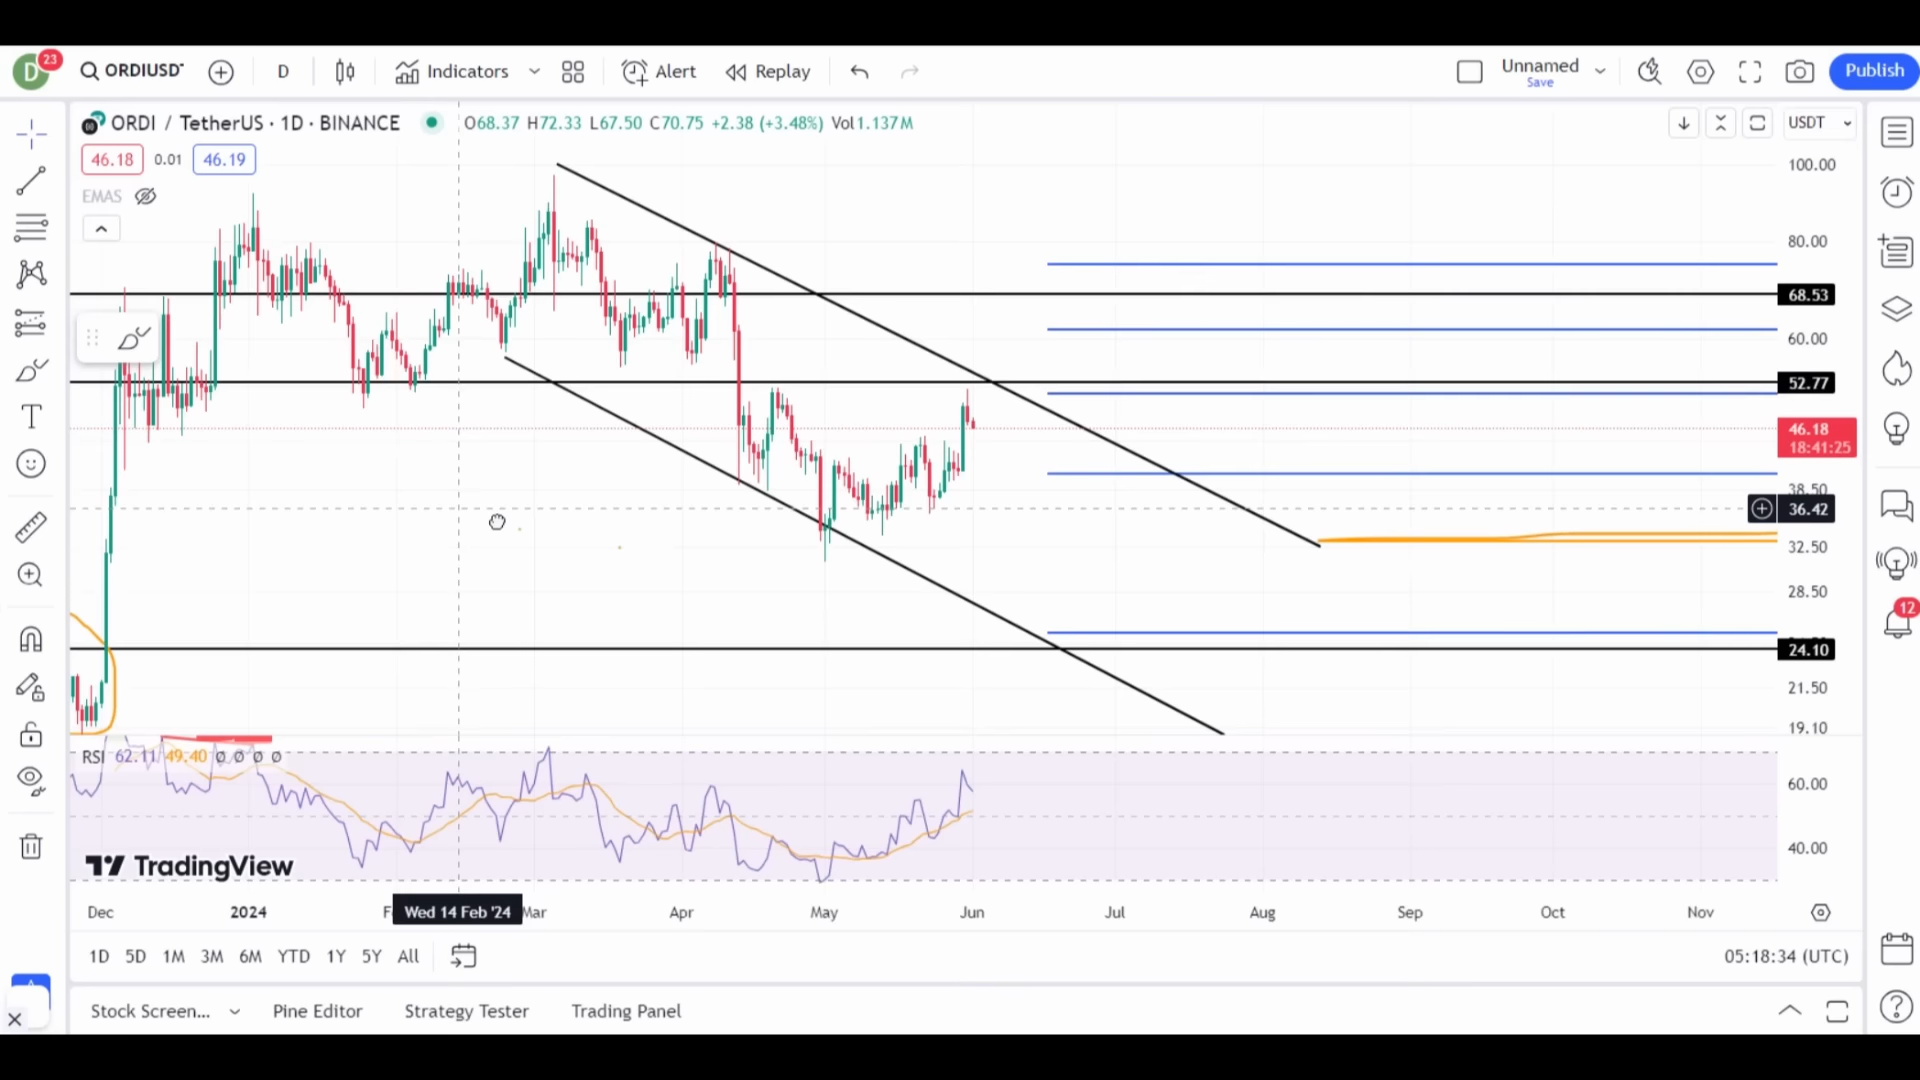 D 23 ORDIUSDT D Indicators Alert Replay Unnamed Save Publish
ORDI / TetherUS · 1D · BINANCE O68.37 H72.33 L67.50 C70.75 +2.38 (+3.48%) Vol1.137M USDT
46.18 0.01 46.19
EMAS
100.00
80.00
68.53
60.00
52.77
46.18
18:41:25
38.50
36.42
32.50
28.50
12
24.10
21.50
19.10
RSI 62.11 49.40 Ø Ø Ø Ø
60.00
40.00
TradingView
Dec 2024 Wed 14 Feb '24 Mar Apr May Jun Jul Aug Sep Oct Nov
1D 5D 1M 3M 6M YTD 1Y 5Y All 05:18:34 (UTC)
Stock Screen... Pine Editor Strategy Tester Trading Panel